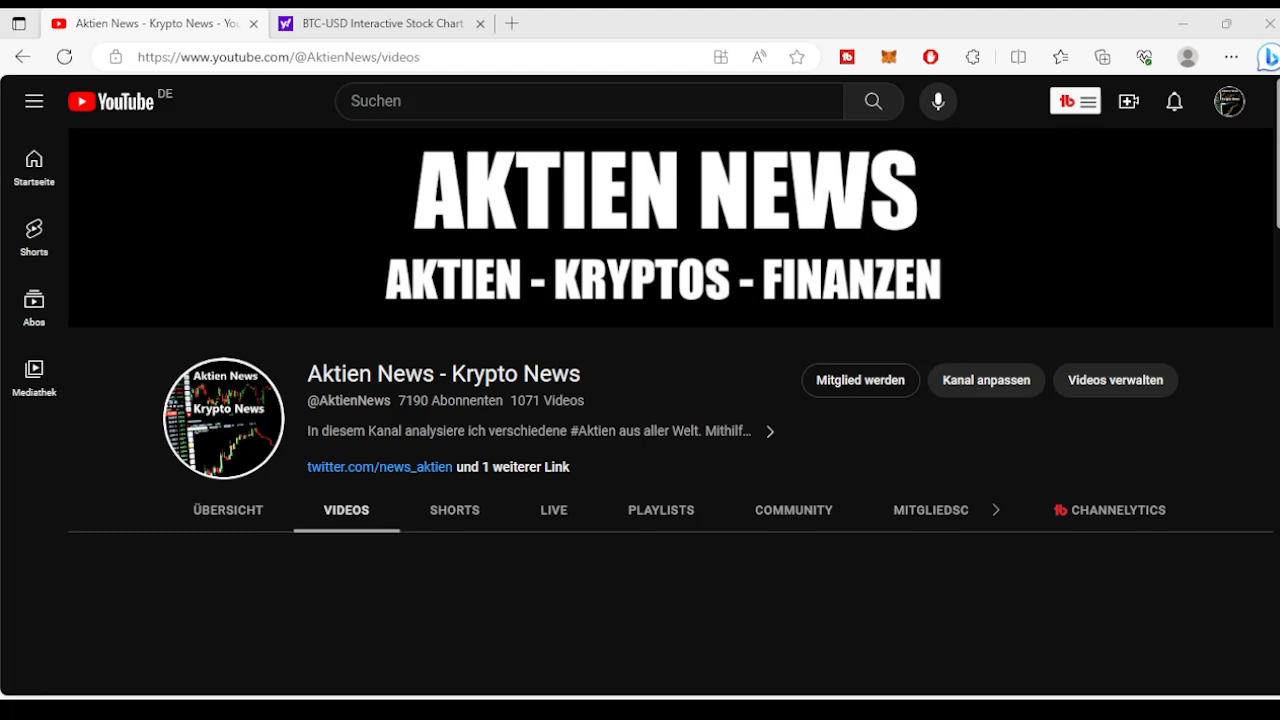 Aktien News - Krypto News - You
BTC-USD Interactive Stock Chart
https://www.youtube.com/@AktienNews/videos
YouTube DE
Suchen
Startseite
Shorts
Abos
Mediathek
AKTIEN NEWS
AKTIEN - KRYPTOS - FINANZEN
Aktien News
Krypto News
Aktien News - Krypto News
@AktienNews 7190 Abonnenten 1071 Videos
In diesem Kanal analysiere ich verschiedene #Aktien aus aller Welt. Mithilf...
twitter.com/news_aktien und 1 weiterer Link
Mitglied werden
Kanal anpassen
Videos verwalten
ÜBERSICHT
VIDEOS
SHORTS
LIVE
PLAYLISTS
COMMUNITY
MITGLIEDSC
CHANNELYTICS